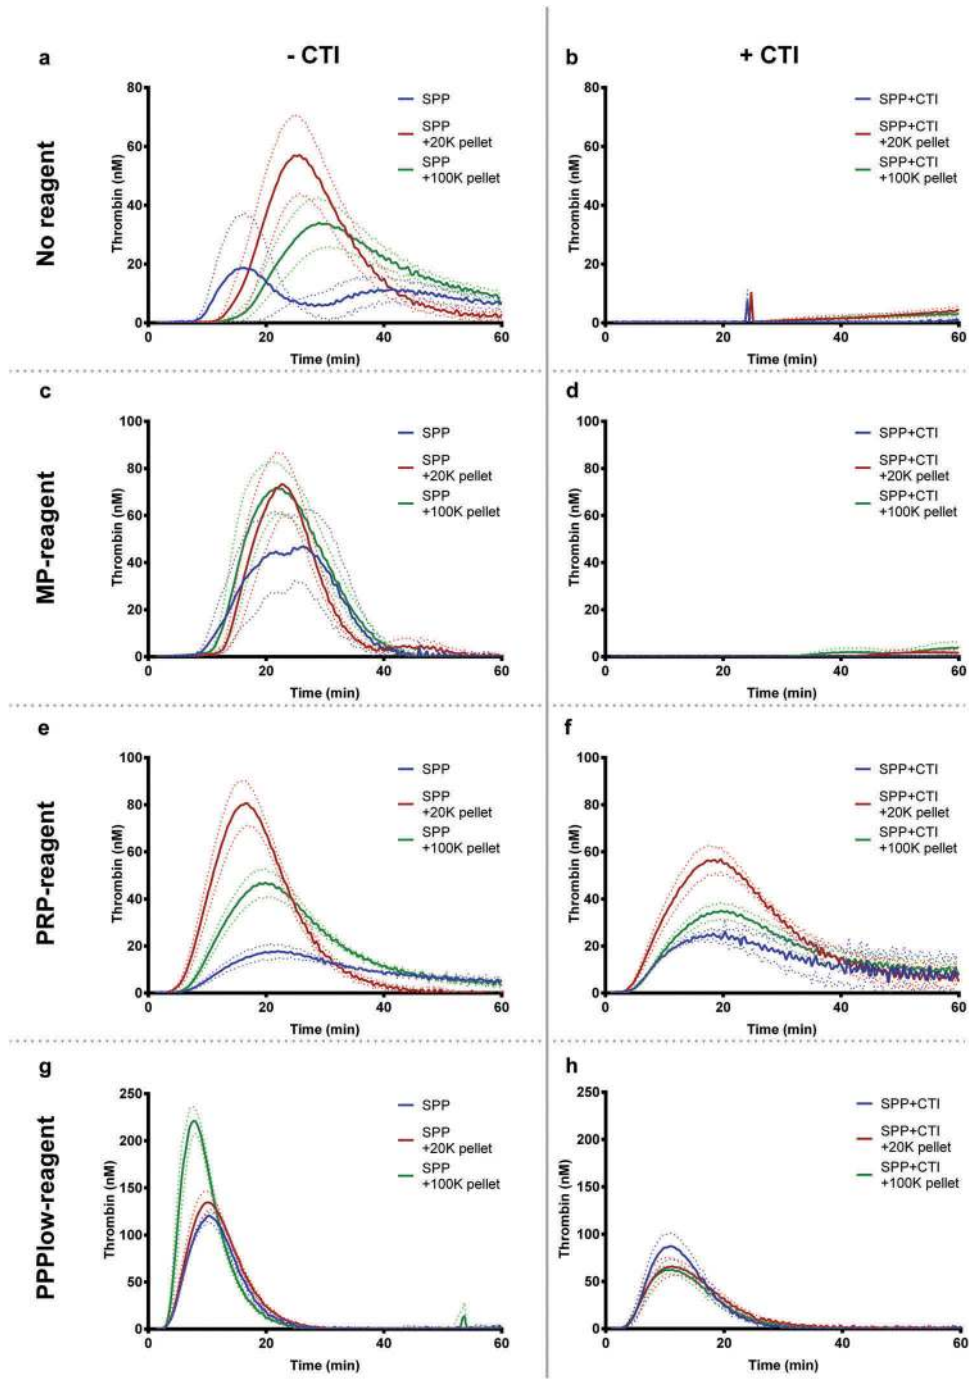 - CTI
+ CTI
No reagent
a
Thrombin (nM)
80
60
40
20
0
0
20
40
60
Time (min)
SPP
SPP
+20K pellet
SPP
+100K pellet
b
Thrombin (nM)
80
60
40
20
0
0
20
40
60
Time (min)
SPP+CTI
SPP+CTI
+20K pellet
SPP+CTI
+100K pellet
MP-reagent
c
Thrombin (nM)
100
80
60
40
20
0
0
20
40
60
Time (min)
SPP
SPP
+20K pellet
SPP
+100K pellet
d
Thrombin (nM)
100
80
60
40
20
0
0
20
40
60
Time (min)
SPP+CTI
SPP+CTI
+20K pellet
SPP+CTI
+100K pellet
PRP-reagent
e
Thrombin (nM)
100
80
60
40
20
0
0
20
40
60
Time (min)
SPP
SPP
+20K pellet
SPP
+100K pellet
f
Thrombin (nM)
100
80
60
40
20
0
0
20
40
60
Time (min)
SPP+CTI
SPP+CTI
+20K pellet
SPP+CTI
+100K pellet
PPPlow-reagent
g
Thrombin (nM)
250
200
150
100
50
0
0
20
40
60
Time (min)
SPP
SPP
+20K pellet
SPP
+100K pellet
h
Thrombin (nM)
250
200
150
100
50
0
0
20
40
60
Time (min)
SPP+CTI
SPP+CTI
+20K pellet
SPP+CTI
+100K pellet